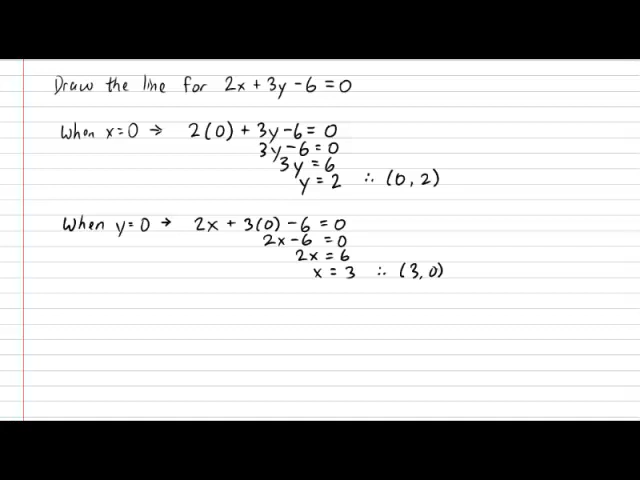 Draw the line for 2x + 3y - 6 = 0
When x = 0 → 2(0) + 3y - 6 = 0
3y - 6 = 0
3y = 6
y = 2 ∴ (0, 2)
When y = 0 → 2x + 3(0) - 6 = 0
2x - 6 = 0
2x = 6
x = 3 ∴ (3, 0)